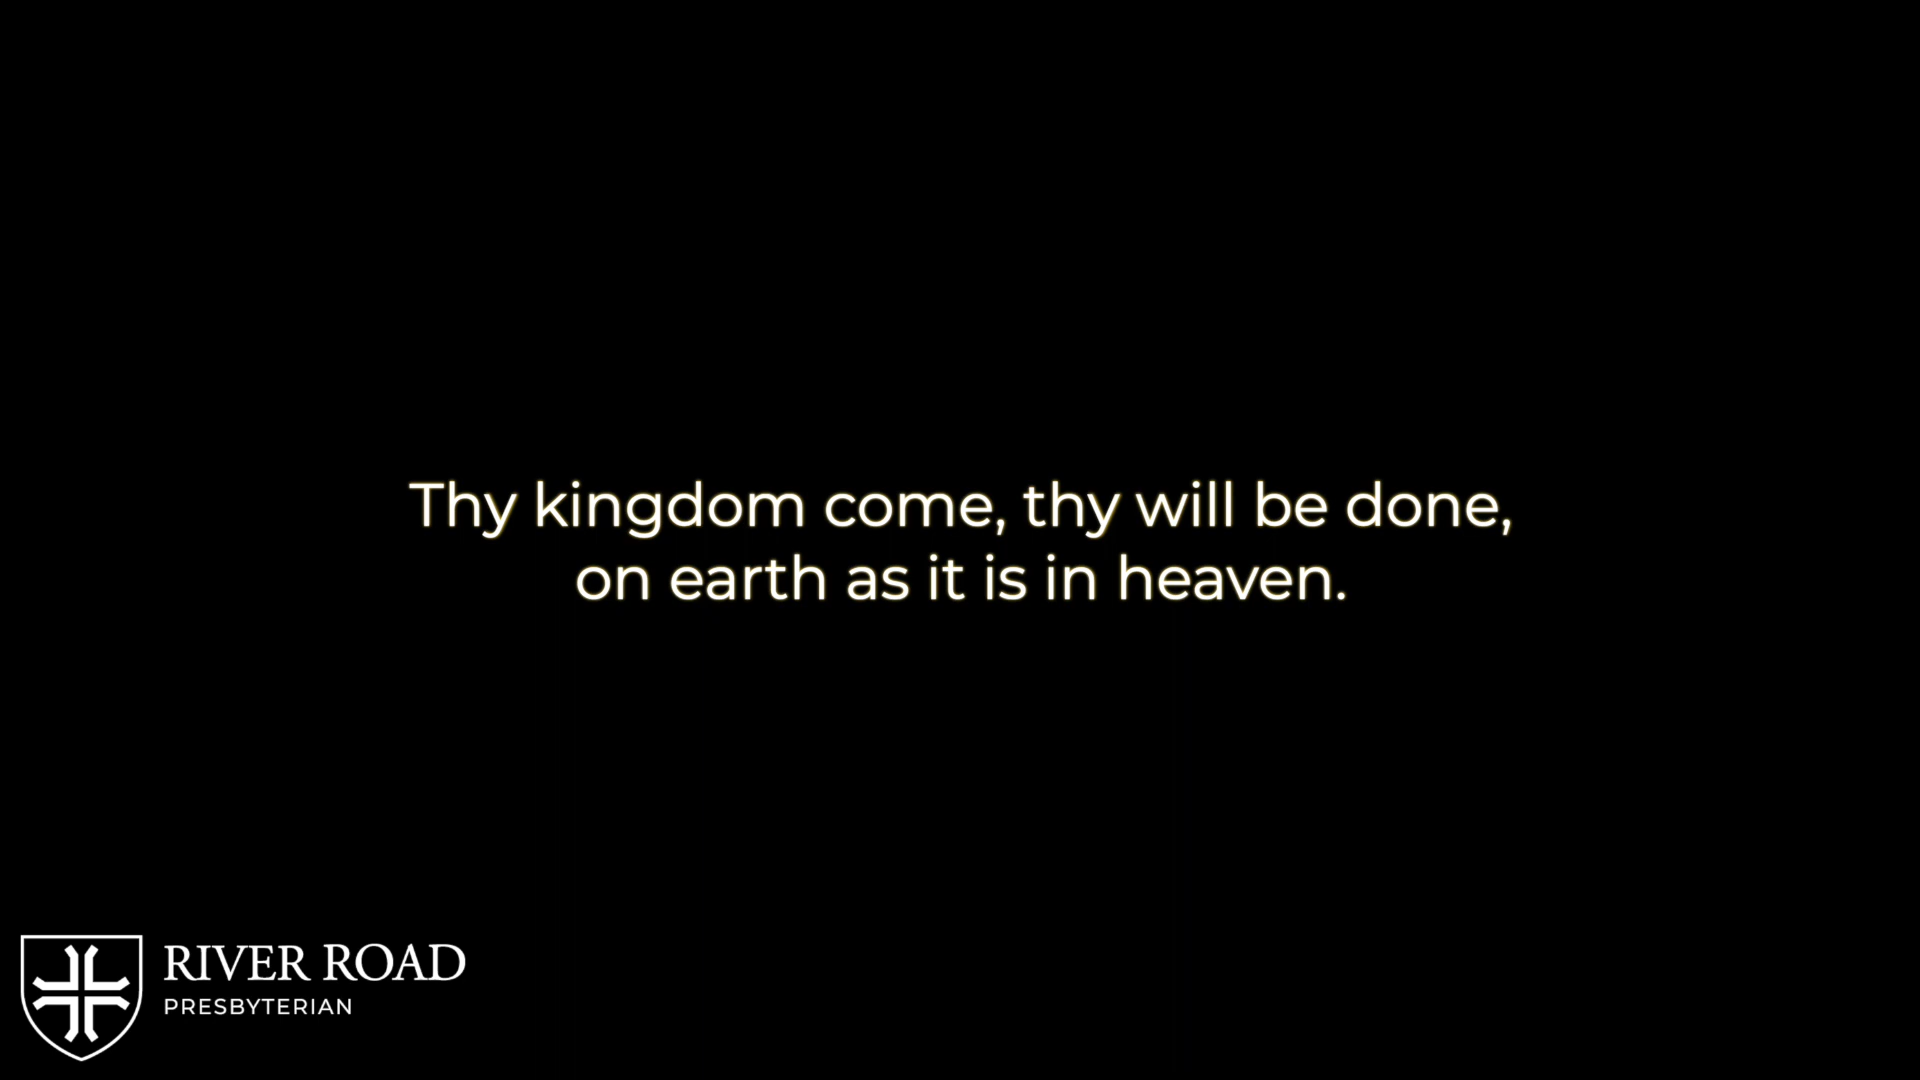 Thy kingdom come, thy will be done,
on earth as it is in heaven.
RIVER ROAD
PRESBYTERIAN